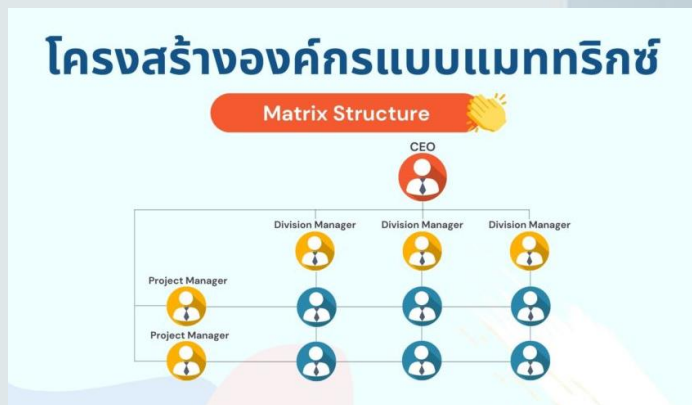 โครงสร้างองค์กรแบบแมททริกซ์
Matrix Structure
CEO
Division Manager
Division Manager
Division Manager
Project Manager
Project Manager